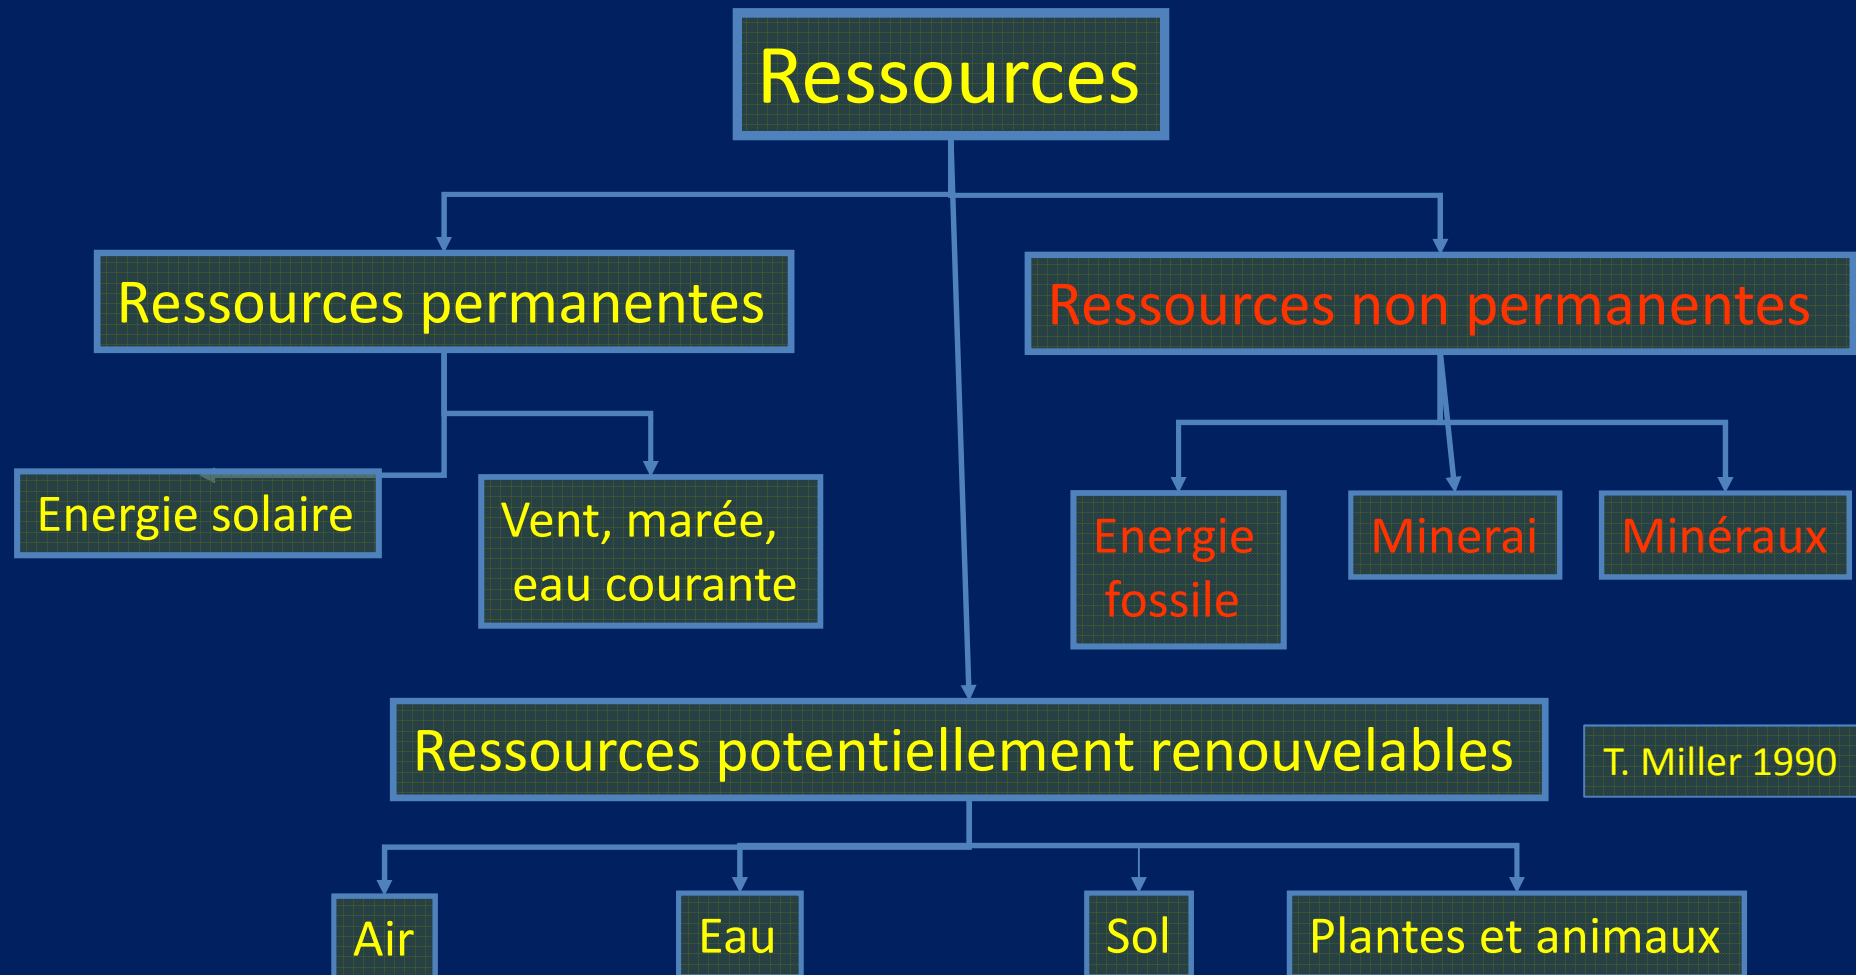 Ressources
Ressources permanentes
Ressources non permanentes
Energie solaire
Vent, marée,
eau courante
Energie
fossile
Minerai
Minéraux
Ressources potentiellement renouvelables
T. Miller 1990
Air
Eau
Sol
Plantes et animaux